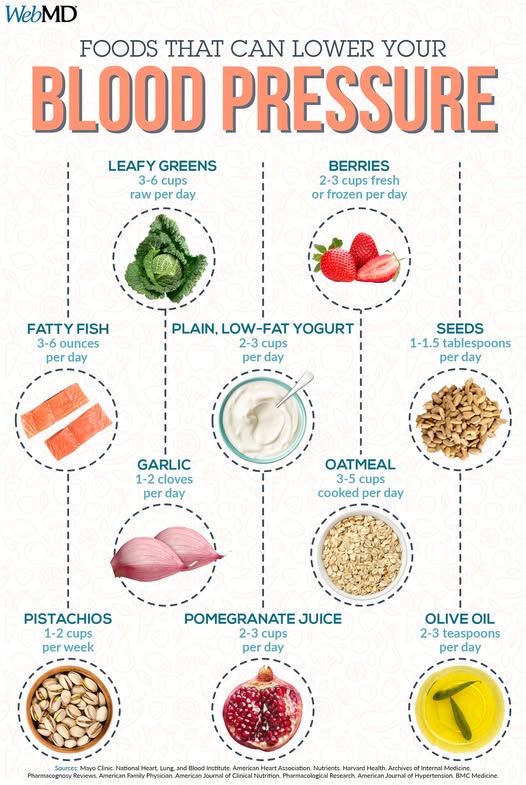 WebMD
FOODS THAT CAN LOWER YOUR
BLOOD PRESSURE
LEAFY GREENS
3-6 cups
raw per day
BERRIES
2-3 cups fresh
or frozen per day
FATTY FISH
3-6 ounces
per day
PLAIN, LOW-FAT YOGURT
2-3 cups
per day
SEEDS
1-1.5 tablespoons
per day
GARLIC
1-2 cloves
per day
OATMEAL
3-5 cups
cooked per day
PISTACHIOS
1-2 cups
per week
POMEGRANATE JUICE
2-3 cups
per day
OLIVE OIL
2-3 teaspoons
per day
Sources: Mayo Clinic. National Heart, Lung, and Blood Institute. American Heart Association. Nutrients. Harvard Health. Archives of Internal Medicine.
Pharmacognosy Reviews. American Family Physician. American Journal of Clinical Nutrition. Pharmacological Research. American Journal of Hypertension. BMC Medicine.